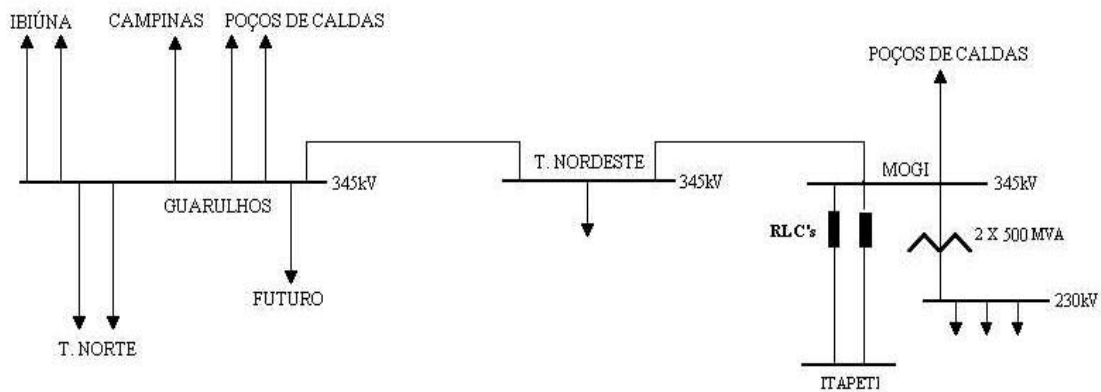 IBIÚNA
CAMPINAS
POÇOS DE CALDAS
POÇOS DE CALDAS
T. NORDESTE
345kV
GUARULHOS
345kV
MOGI
345kV
RLC's
2 X 500 MVA
FUTURO
230kV
T. NORTE
ITAPETI